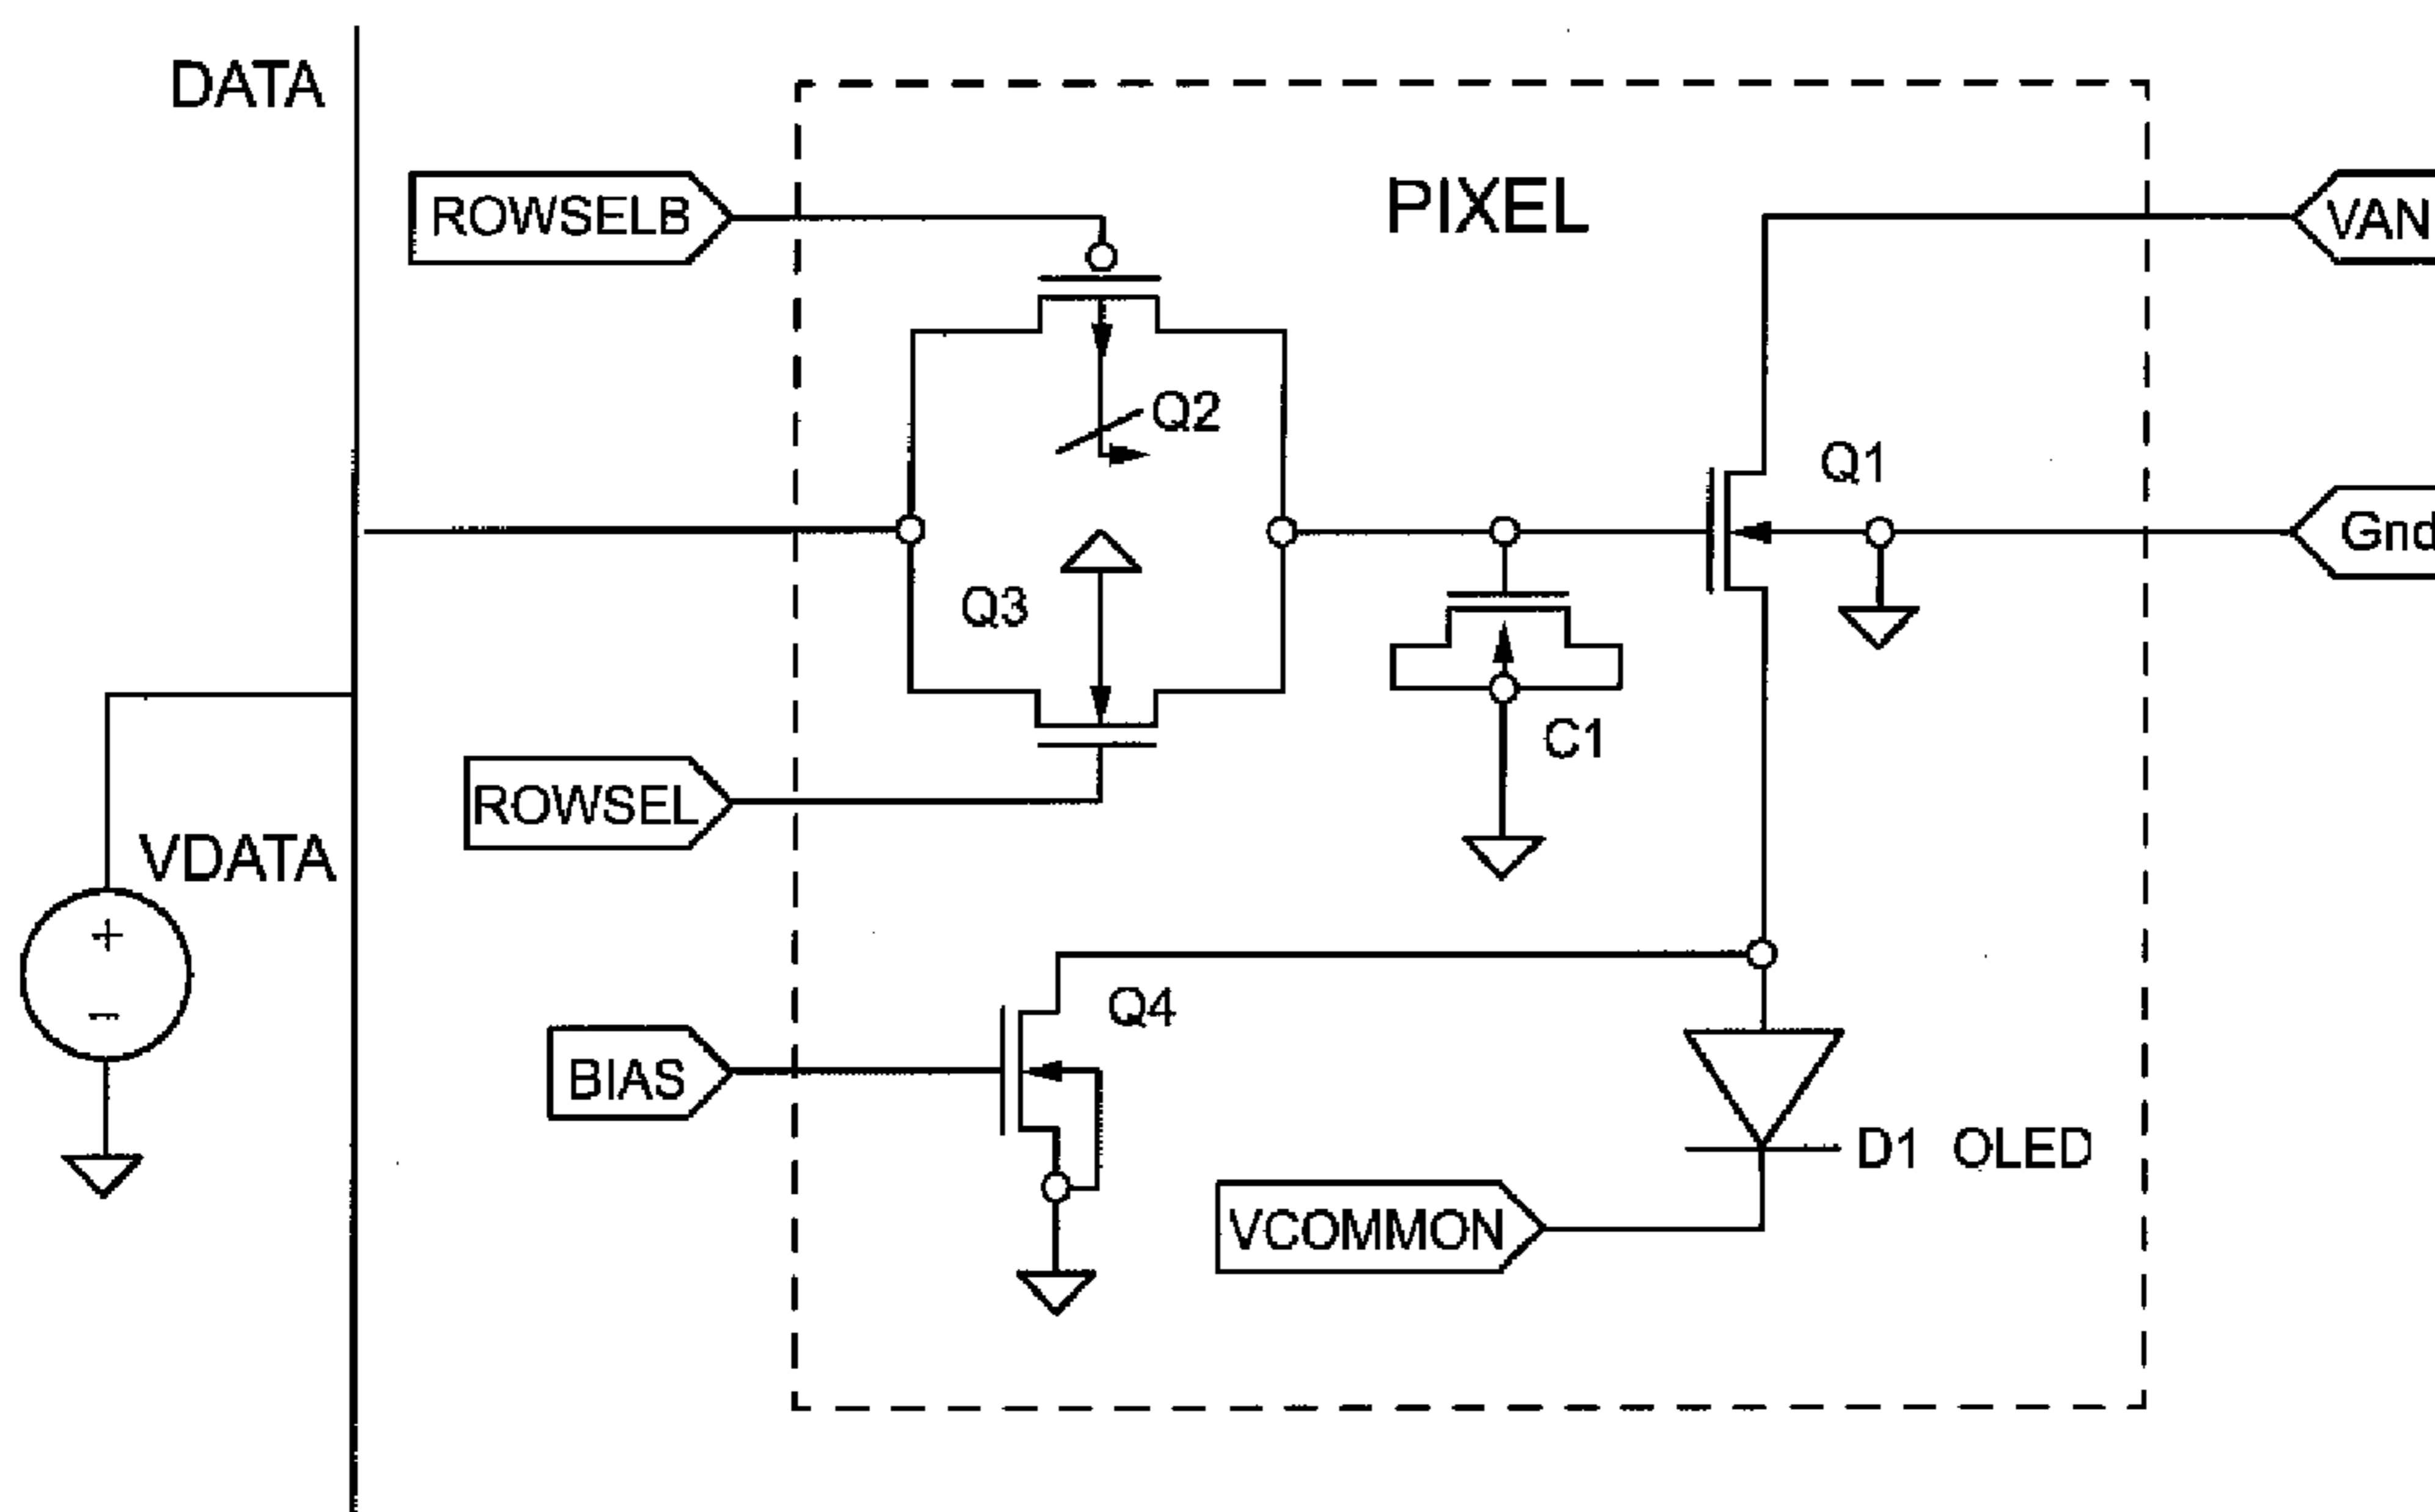 DATA
ROWSELB
PIXEL
VAN
Q2
Q1
Gnd
Q3
C1
ROWSEL
VDATA
+
−
Q4
BIAS
D1 OLED
VCOMMON